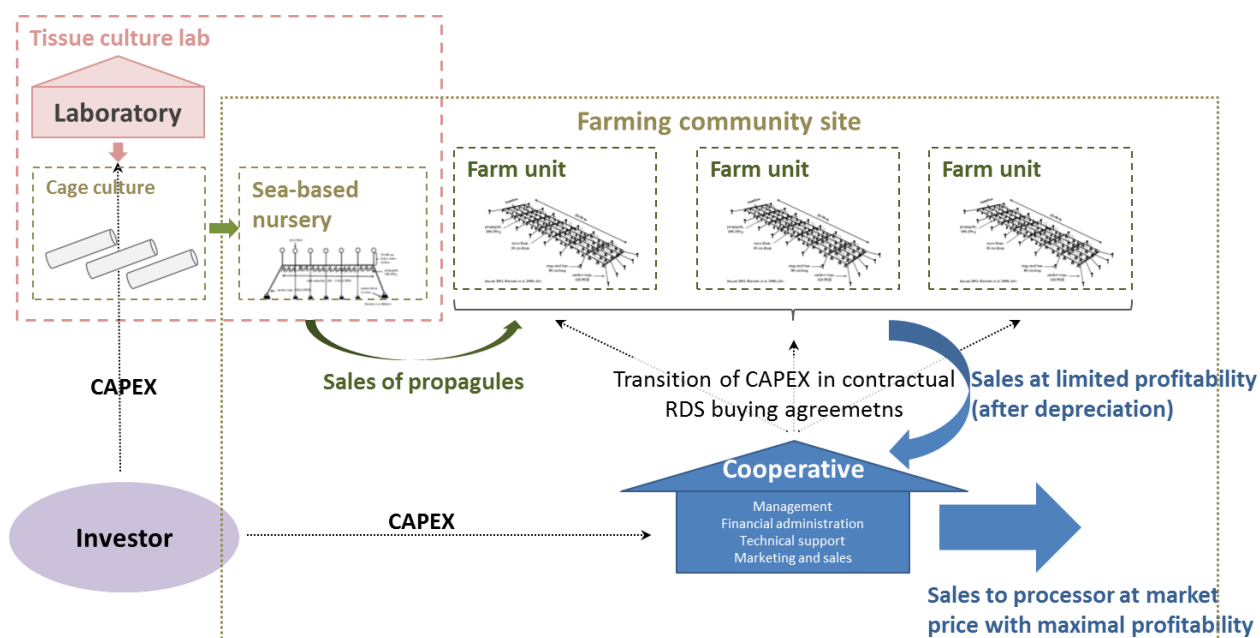 Tissue culture lab
Laboratory
Farming community site
Cage culture
Sea-based
nursery
Farm unit
Farm unit
Farm unit
CAPEX
Sales of propagules
Transition of CAPEX in contractual
RDS buying agreemetns
Sales at limited profitability
(after depreciation)
Cooperative
Management
Financial administration
Technical support
Marketing and sales
Investor
CAPEX
Sales to processor at market
price with maximal profitability